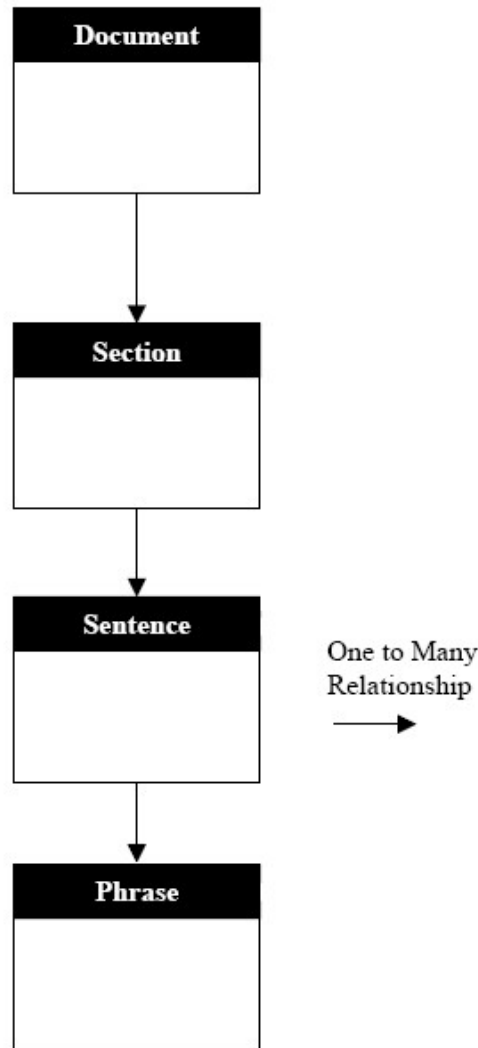 Document
Section
Sentence
One to Many
Relationship
Phrase